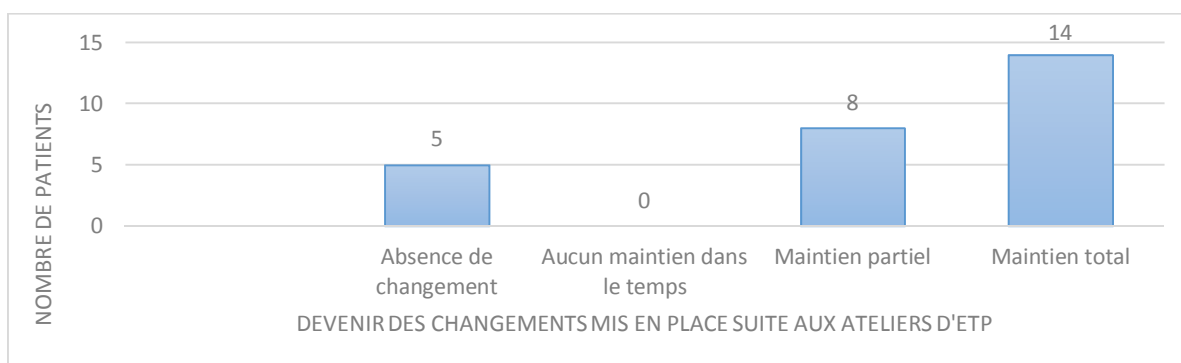 NOMBRE DE PATIENTS
15
10
5
0
5
0
8
14
Absence de
changement
Aucun maintien dans
le temps
Maintien partiel
Maintien total
DEVENIR DES CHANGEMENTS MIS EN PLACE SUITE AUX ATELIERS D'ETP